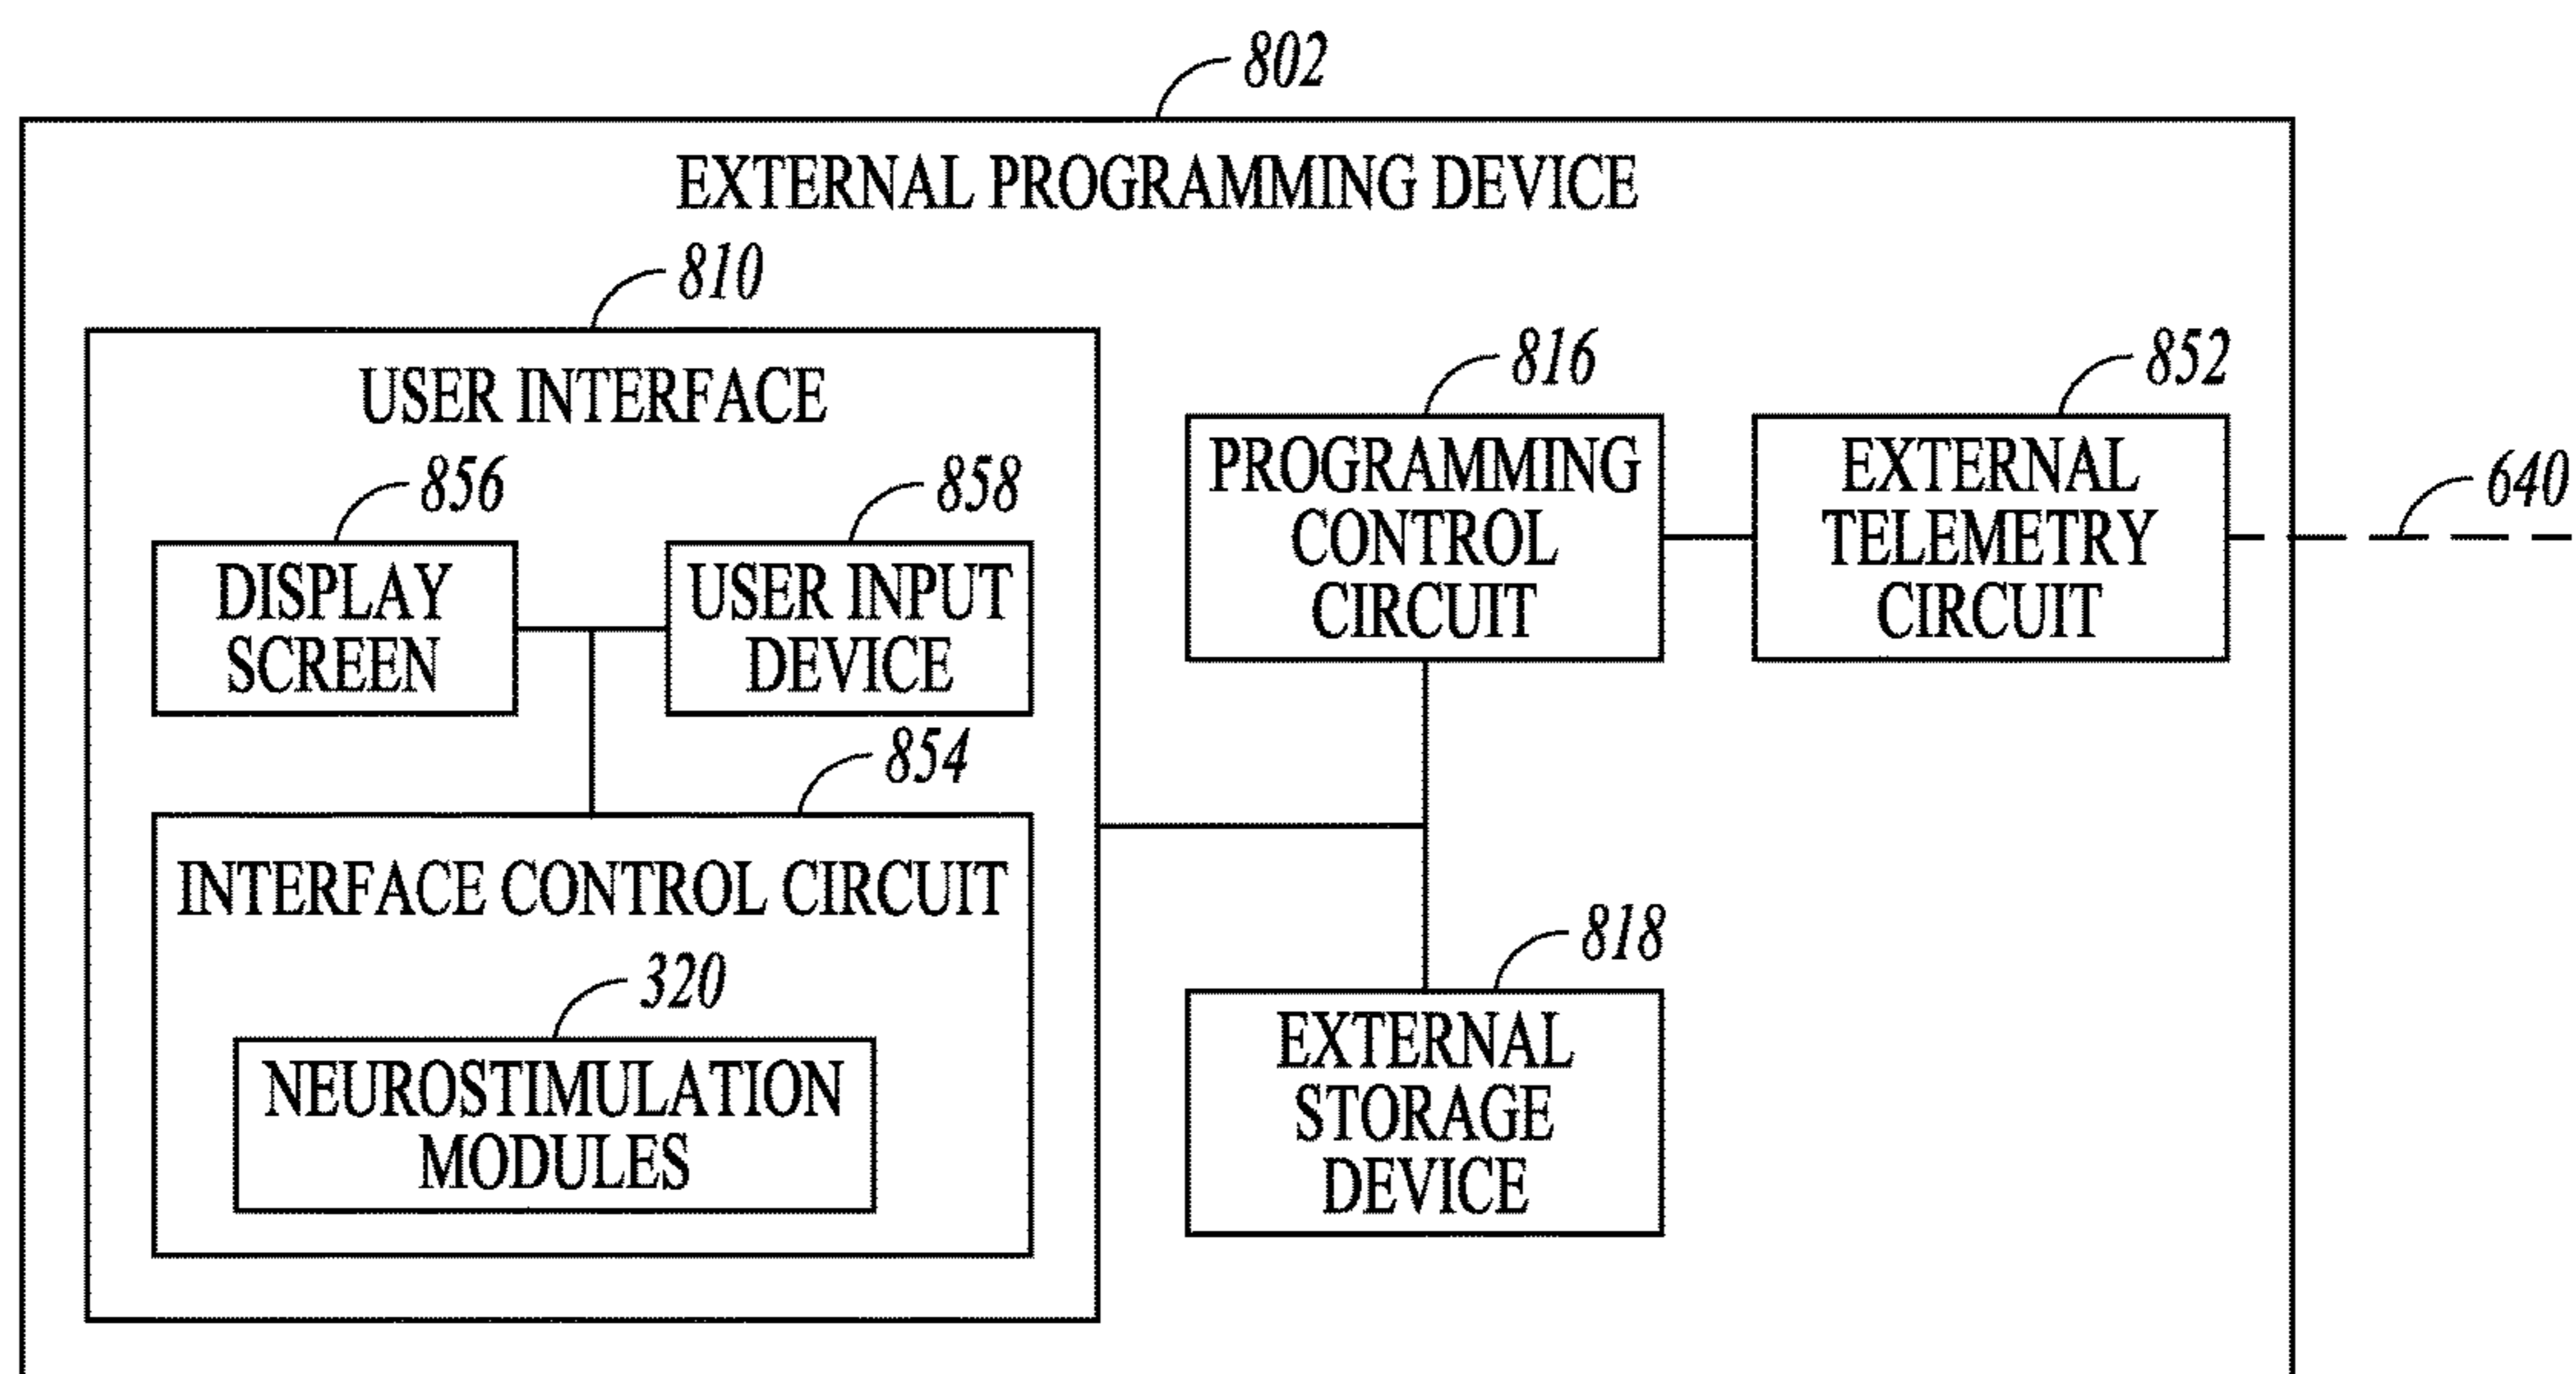 802
EXTERNAL PROGRAMMING DEVICE
810
USER INTERFACE
856
DISPLAY
SCREEN
858
USER INPUT
DEVICE
854
INTERFACE CONTROL CIRCUIT
320
NEUROSTIMULATION
MODULES
816
PROGRAMMING
CONTROL
CIRCUIT
852
EXTERNAL
TELEMETRY
CIRCUIT
640
818
EXTERNAL
STORAGE
DEVICE